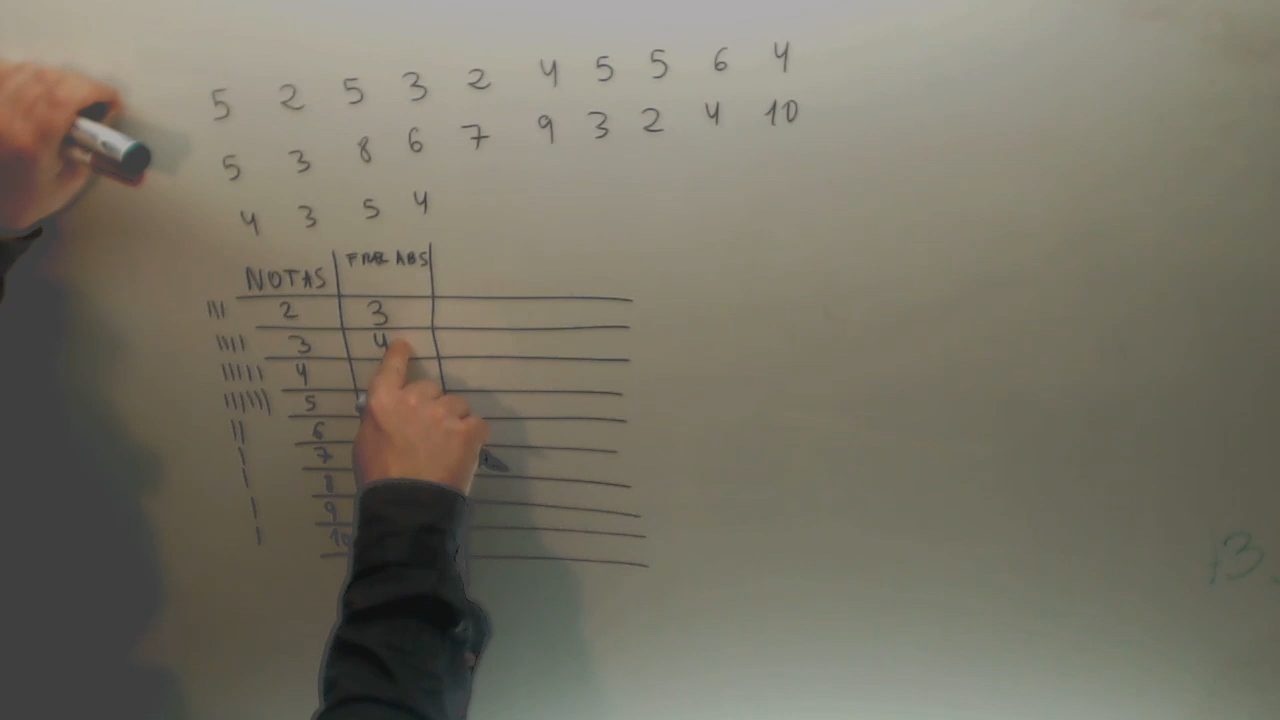 5 2 5 3 2 4 5 5 6 4
5 3 8 6 7 9 3 2 4 10
4 3 5 4
NOTAS FREC ABS
||| 2 3
|||| 3 4
||||| 4
|||||| 5
|| 6
| 7
| 8
| 9
| 10
13